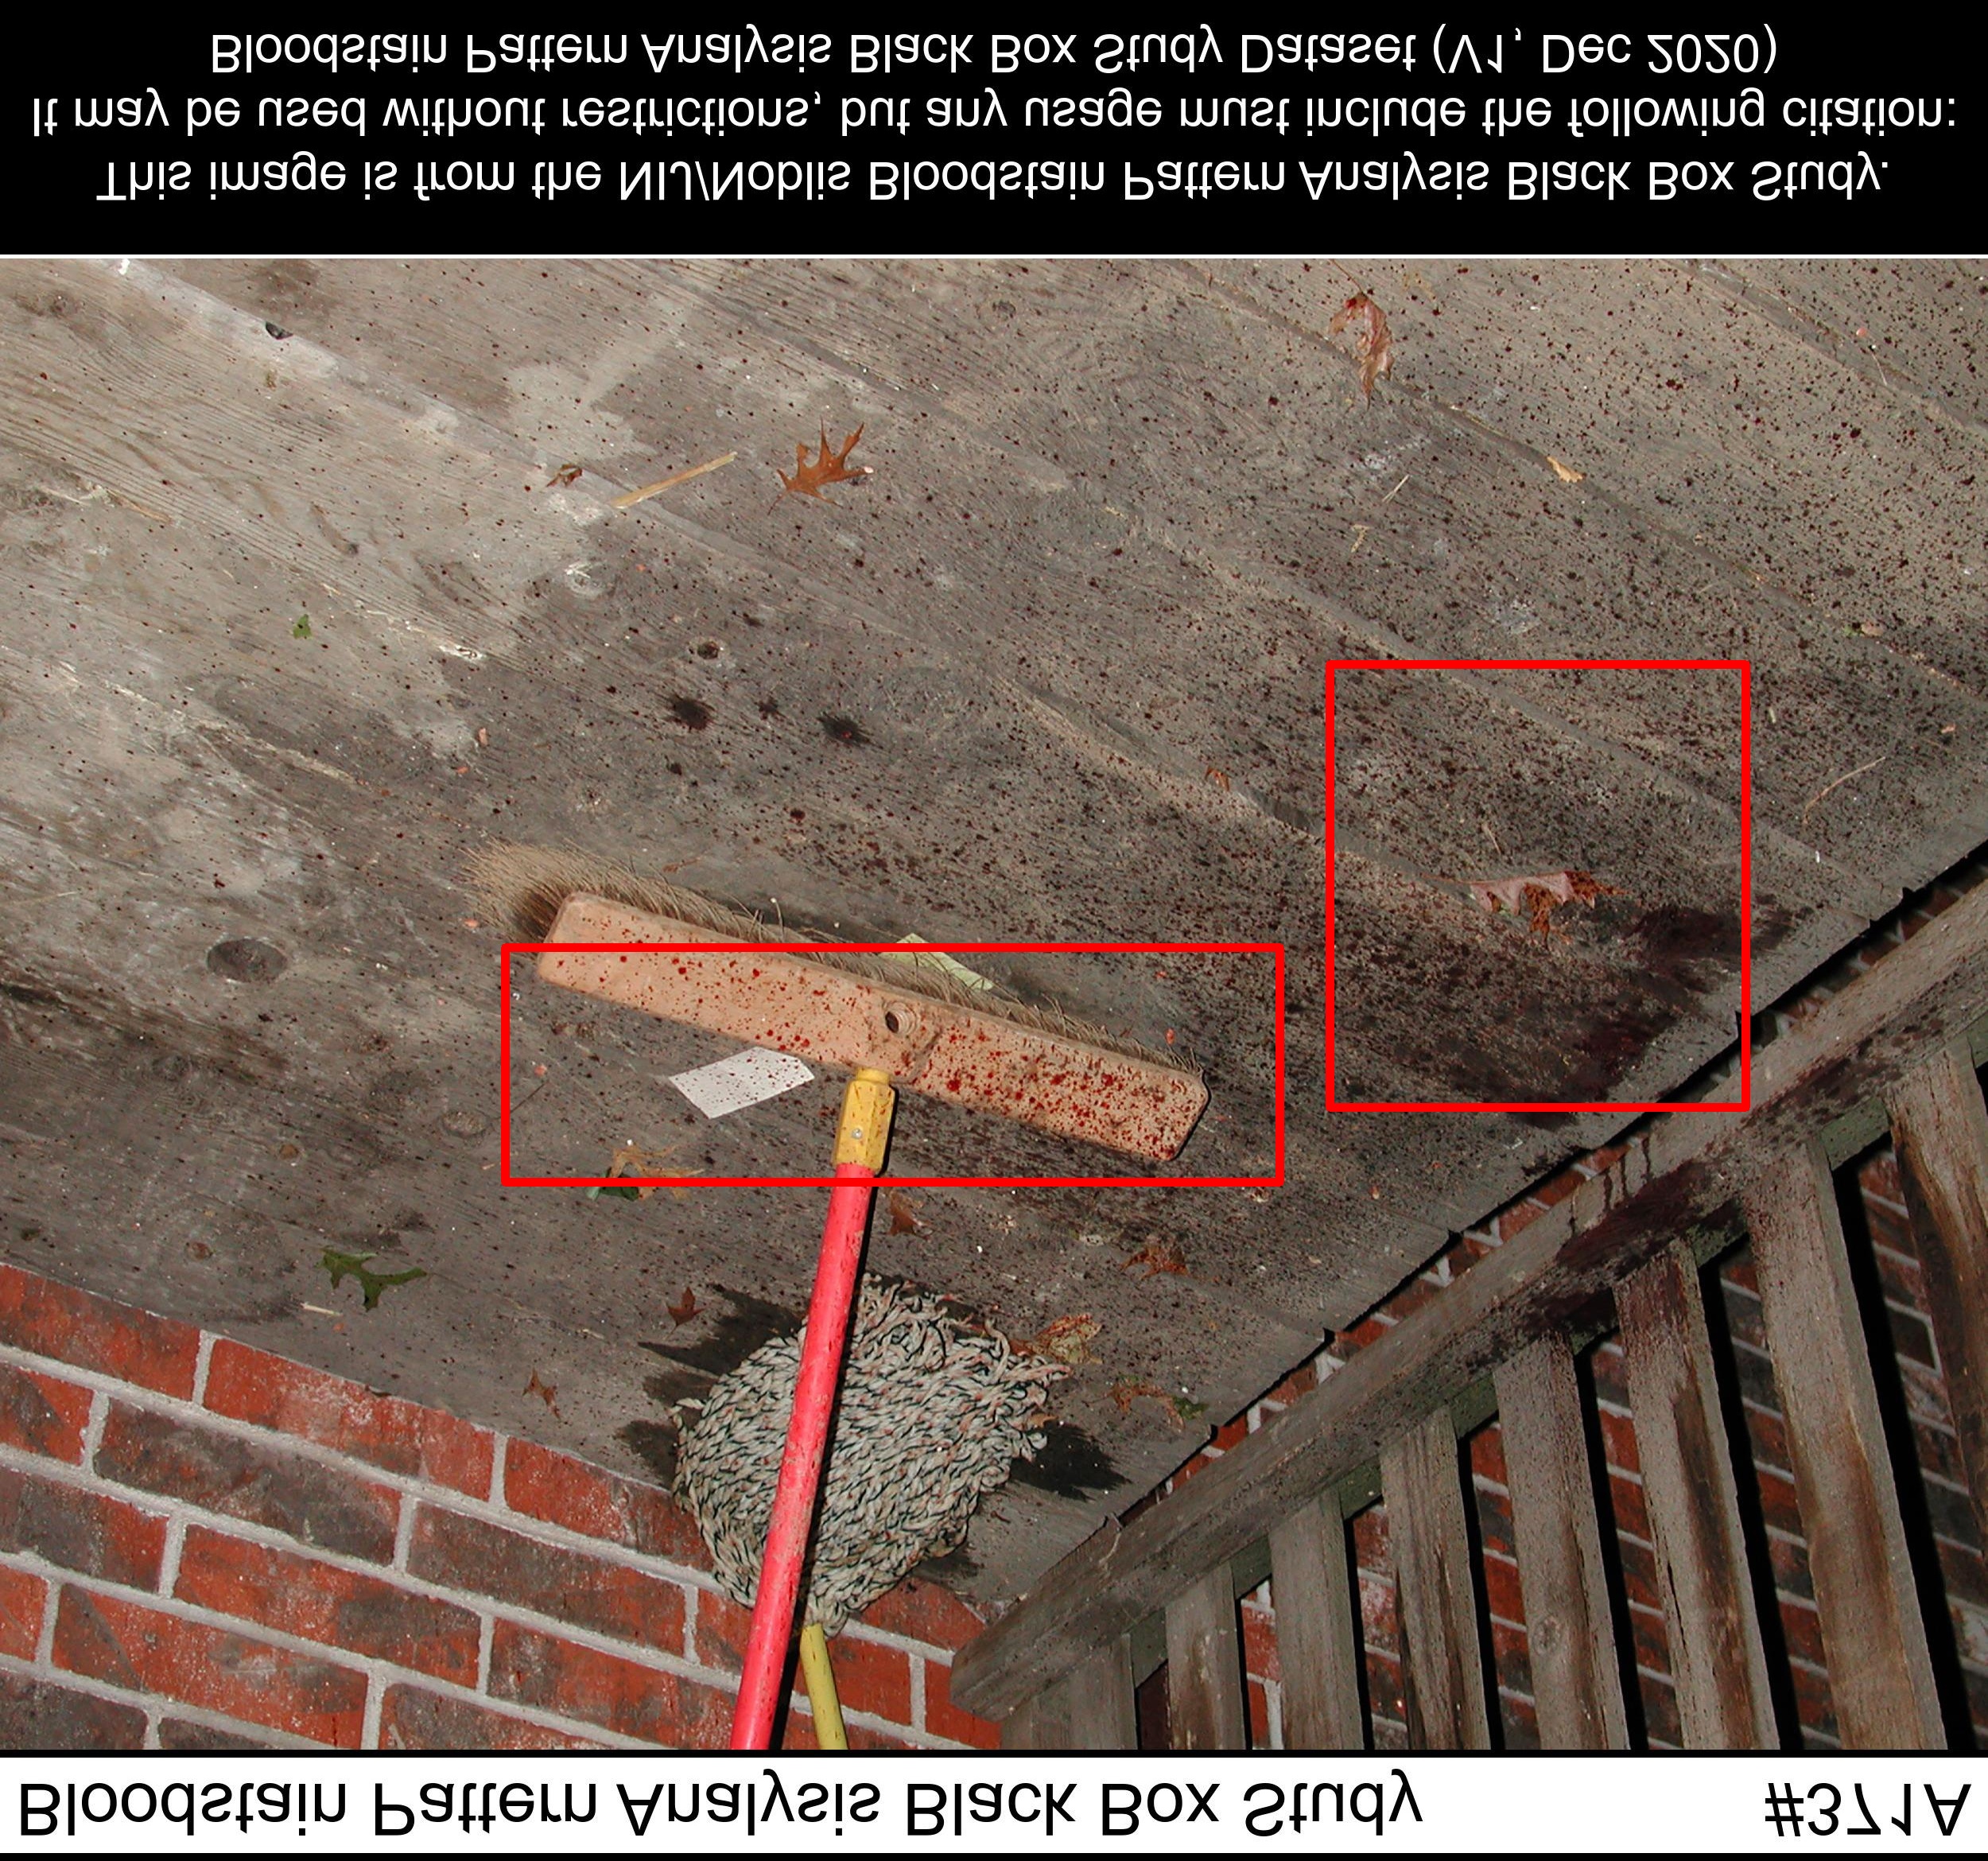 Bloodstain Pattern Analysis Black Box Study #371A
This image is from the NIJ/Noblis Bloodstain Pattern Analysis Black Box Study.
It may be used without restrictions, but any usage must include the following citation:
Bloodstain Pattern Analysis Black Box Study Dataset (V1, Dec 2020)